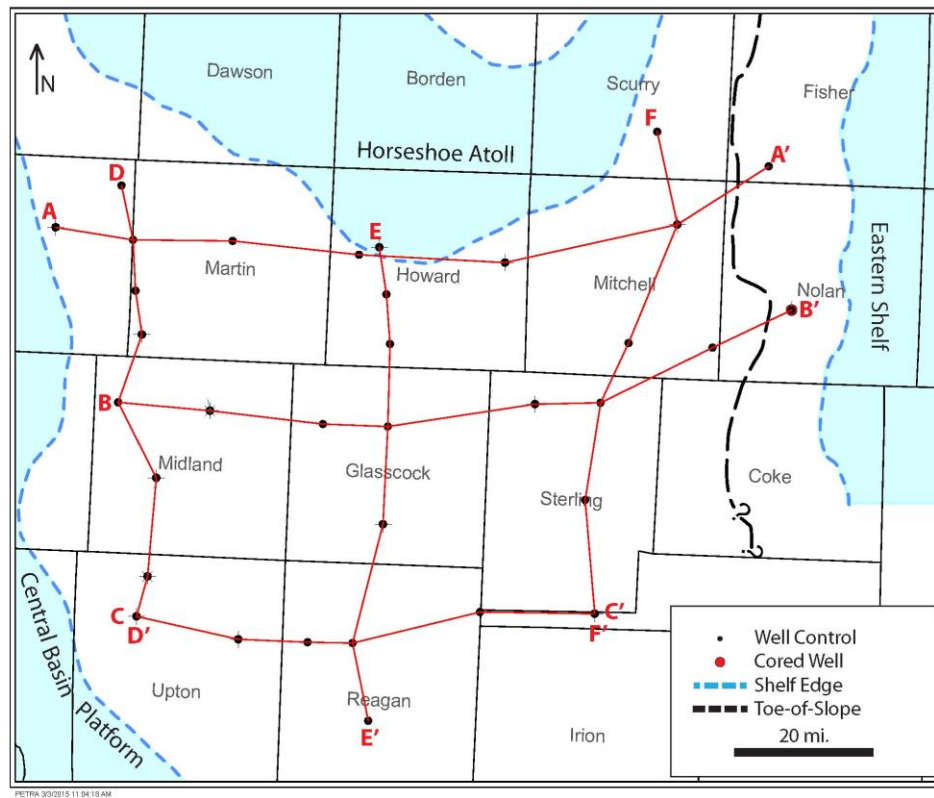 N
Dawson
Borden
Scurry
Fisher
F
A'
Horseshoe Atoll
D
A
E
Martin
Howard
Mitchell
Nolan
B'
Eastern Shelf
B
Midland
Glasscock
Sterling
Coke
?
?
Central Basin
Platform
C
D'
C'
F'
Upton
Reagan
E'
Irion
Well Control
Cored Well
Shelf Edge
Toe-of-Slope
20 mi.
PETRA 3/3/2015 11:04:18 AM